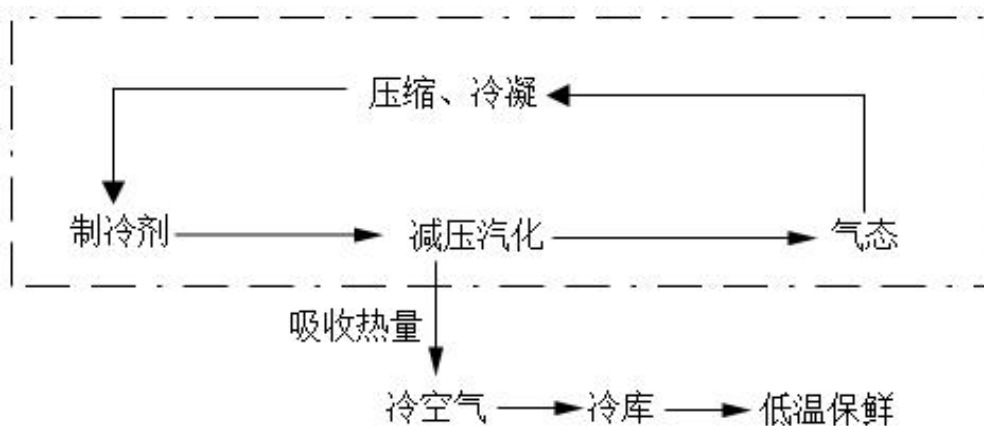 压缩、冷凝
制冷剂
减压汽化
气态
吸收热量
冷空气
冷库
低温保鲜